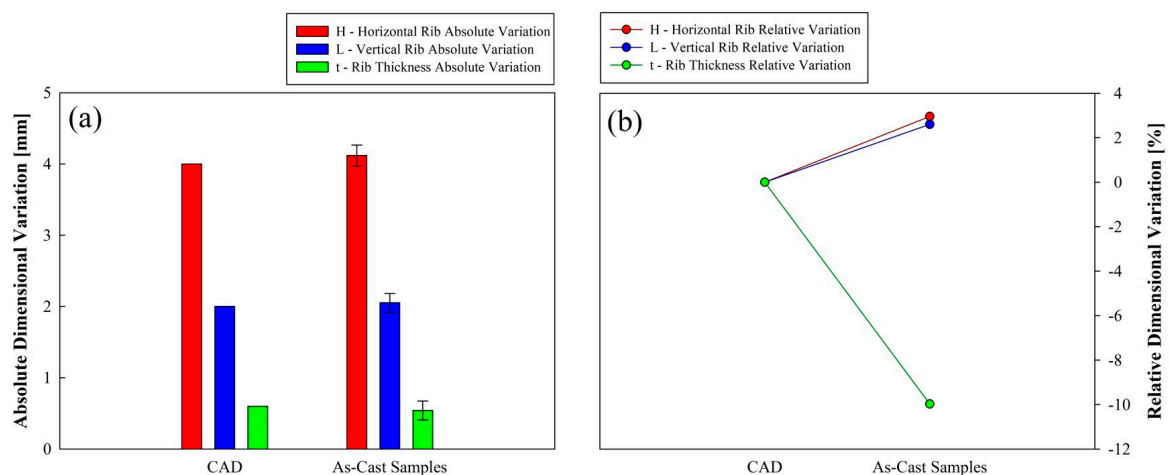 H - Horizontal Rib Absolute Variation
L - Vertical Rib Absolute Variation
t - Rib Thickness Absolute Variation
Absolute Dimensional Variation [mm]
(a)
5
4
3
2
1
0
CAD
As-Cast Samples
H - Horizontal Rib Relative Variation
L - Vertical Rib Relative Variation
t - Rib Thickness Relative Variation
(b)
4
2
0
-2
-4
-6
-8
-10
-12
Relative Dimensional Variation [%]
CAD
As-Cast Samples